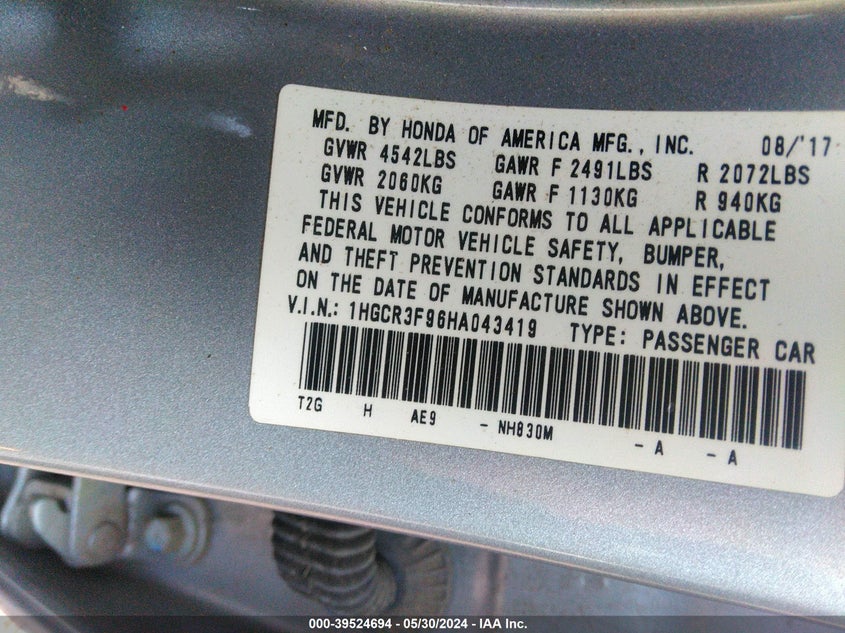 MFD. BY HONDA OF AMERICA MFG., INC. 08/'17
GVWR 4542LBS GAWR F 2491LBS R 2072LBS
GVWR 2060KG GAWR F 1130KG R 940KG
THIS VEHICLE CONFORMS TO ALL APPLICABLE
FEDERAL MOTOR VEHICLE SAFETY, BUMPER,
AND THEFT PREVENTION STANDARDS IN EFFECT
ON THE DATE OF MANUFACTURE SHOWN ABOVE.
V.I.N.: 1HGCR3F96HA043419 TYPE: PASSENGER CAR
T2G H AE9 - NH830M - A - A
000-39524694 - 05/30/2024 - IAA Inc.